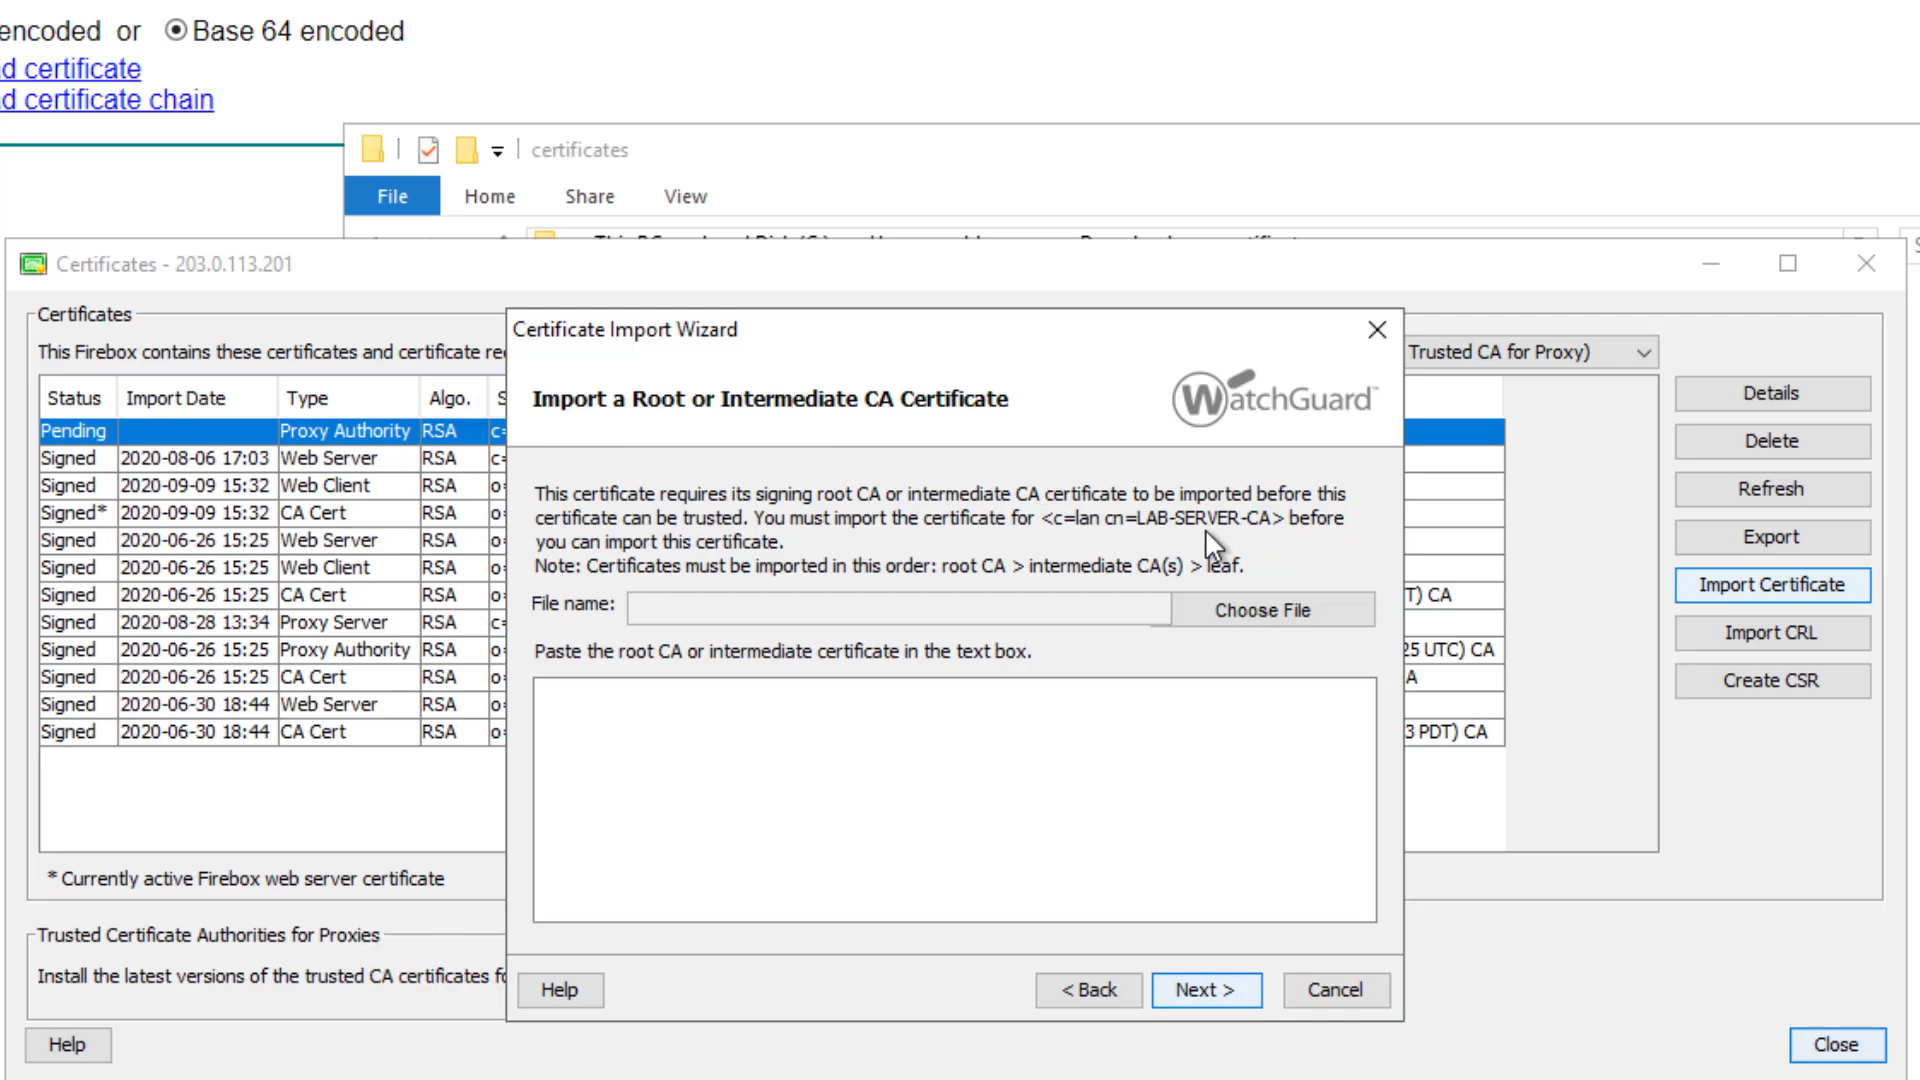 encoded or Base 64 encoded
d certificate
d certificate chain
certificates
File Home Share View
Certificates - 203.0.113.201
Certificates
This Firebox contains these certificates and certificate
Trusted CA for Proxy)
Status Import Date Type Algo. S
Pending Proxy Authority RSA c=
Signed 2020-08-06 17:03 Web Server RSA c=
Signed 2020-09-09 15:32 Web Client RSA o=
Signed* 2020-09-09 15:32 CA Cert RSA o=
Signed 2020-06-26 15:25 Web Server RSA o=
Signed 2020-06-26 15:25 Web Client RSA o=
Signed 2020-06-26 15:25 CA Cert RSA o= T) CA
Signed 2020-08-28 13:34 Proxy Server RSA c=
Signed 2020-06-26 15:25 Proxy Authority RSA o= 25 UTC) CA
Signed 2020-06-26 15:25 CA Cert RSA o= A
Signed 2020-06-30 18:44 Web Server RSA o=
Signed 2020-06-30 18:44 CA Cert RSA o= 3 PDT) CA
* Currently active Firebox web server certificate
Trusted Certificate Authorities for Proxies
Install the latest versions of the trusted CA certificates
Help
Certificate Import Wizard
Import a Root or Intermediate CA Certificate
WatchGuard
This certificate requires its signing root CA or intermediate CA certificate to be imported before this
certificate can be trusted. You must import the certificate for <c=lan cn=LAB-SERVER-CA> before
you can import this certificate.
Note: Certificates must be imported in this order: root CA > intermediate CA(s) > leaf.
File name: Choose File
Paste the root CA or intermediate certificate in the text box.
Help < Back Next > Cancel
Details
Delete
Refresh
Export
Import Certificate
Import CRL
Create CSR
Close